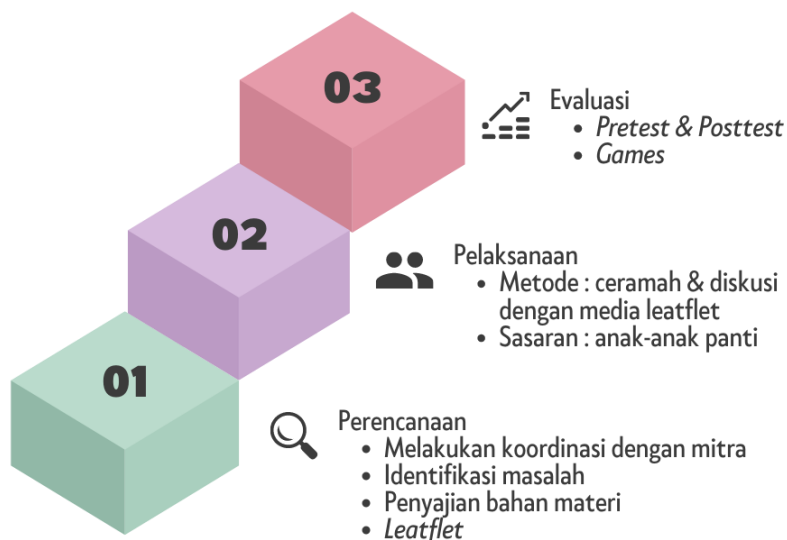 03
Evaluasi
• Pretest & Posttest
• Games
02
Pelaksanaan
• Metode : ceramah & diskusi
dengan media leatflet
• Sasaran : anak-anak panti
01
Perencanaan
• Melakukan koordinasi dengan mitra
• Identifikasi masalah
• Penyajian bahan materi
• Leatflet